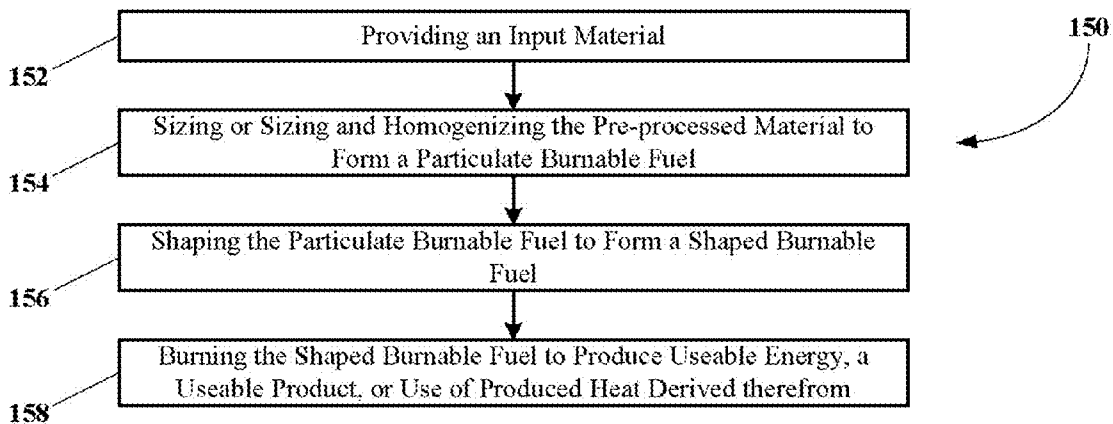 Providing an Input Material
150
152
Sizing or Sizing and Homogenizing the Pre-processed Material to
Form a Particulate Burnable Fuel
154
Shaping the Particulate Burnable Fuel to Form a Shaped Burnable
Fuel
156
Burning the Shaped Burnable Fuel to Produce Useable Energy, a
Useable Product, or Use of Produced Heat Derived therefrom
158